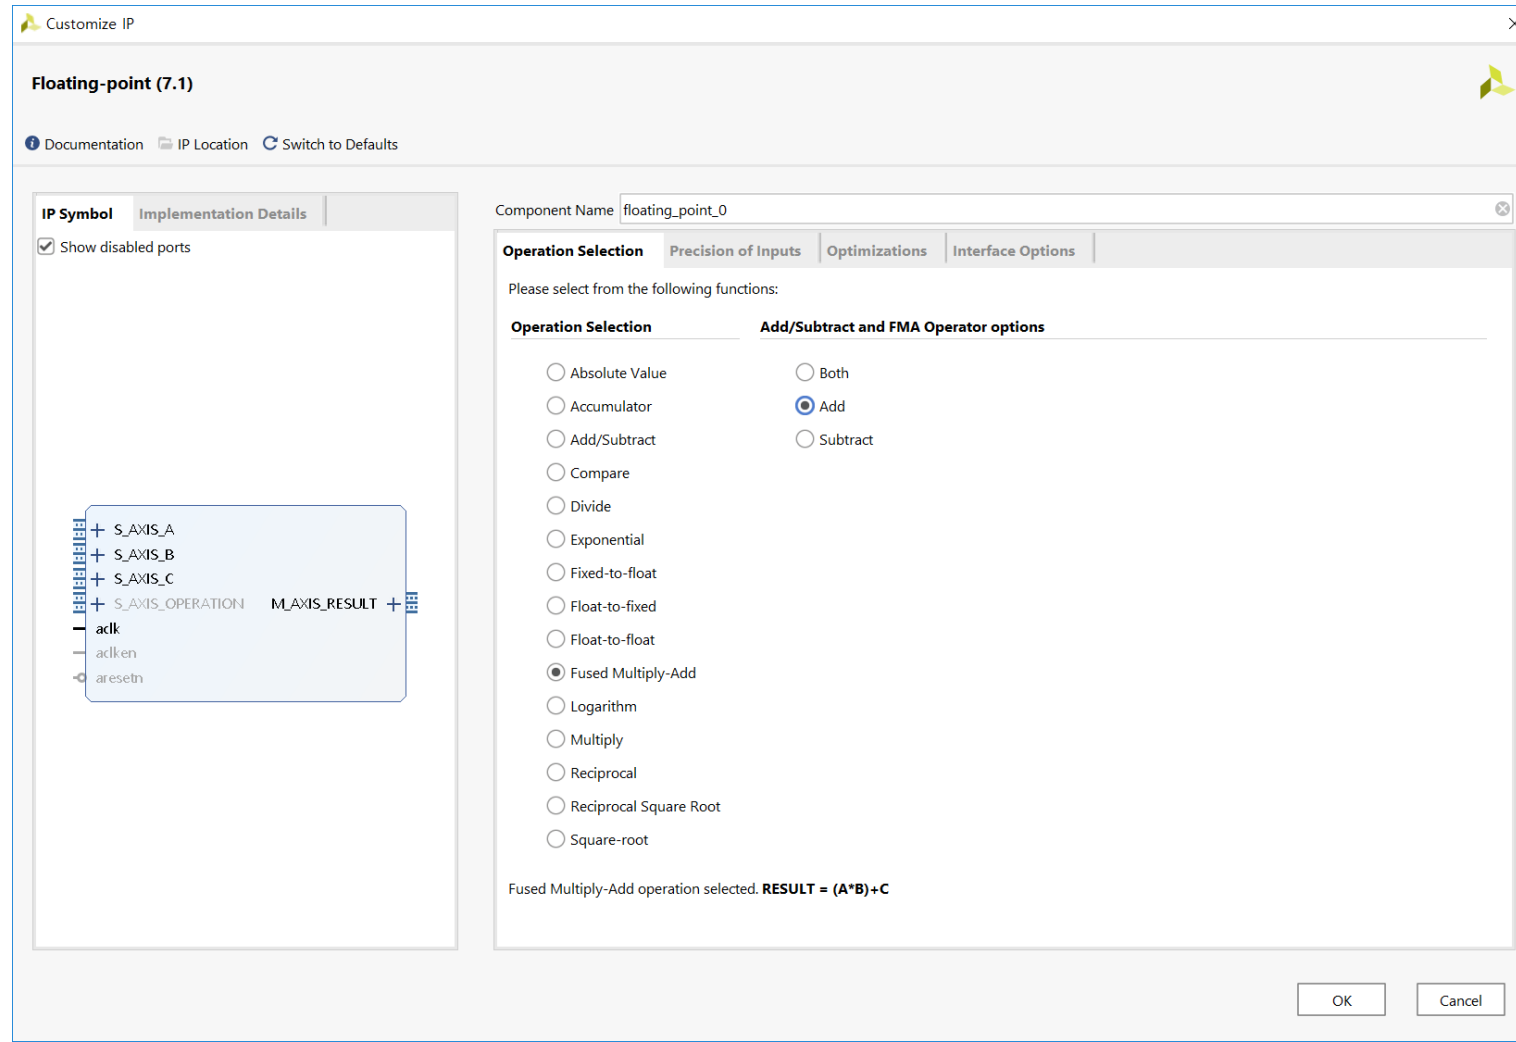 Customize IP
Floating-point (7.1)
Documentation IP Location Switch to Defaults
IP Symbol Implementation Details
Show disabled ports
S_AXIS_A
S_AXIS_B
S_AXIS_C
S_AXIS_OPERATION M_AXIS_RESULT
aclk
aclken
aresetn
Component Name floating_point_0
Operation Selection Precision of Inputs Optimizations Interface Options
Please select from the following functions:
Operation Selection Add/Subtract and FMA Operator options
Absolute Value Both
Accumulator Add
Add/Subtract Subtract
Compare
Divide
Exponential
Fixed-to-float
Float-to-fixed
Float-to-float
Fused Multiply-Add
Logarithm
Multiply
Reciprocal
Reciprocal Square Root
Square-root
Fused Multiply-Add operation selected. RESULT = (A*B)+C
OK Cancel